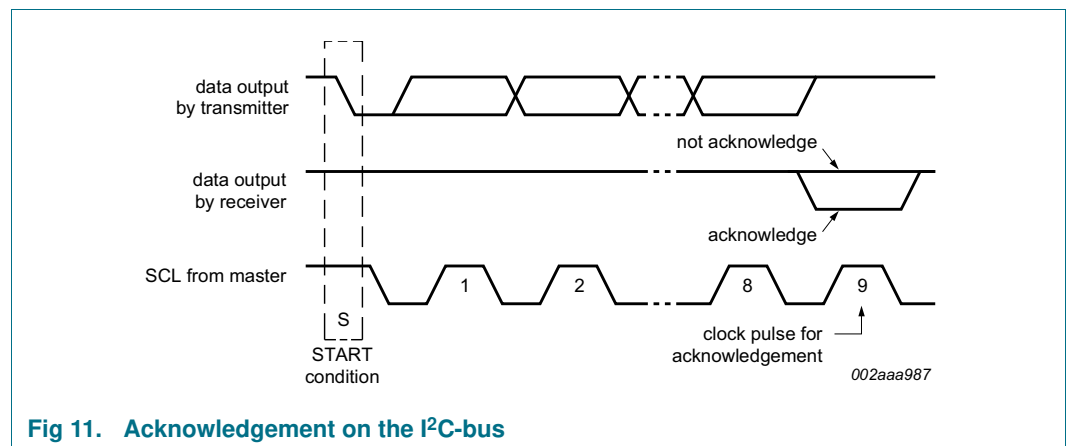 data output
by transmitter
not acknowledge
data output
by receiver
acknowledge
SCL from master
1
2
8
9
S
START
condition
clock pulse for
acknowledgement
002aaa987
Fig 11. Acknowledgement on the I²C-bus